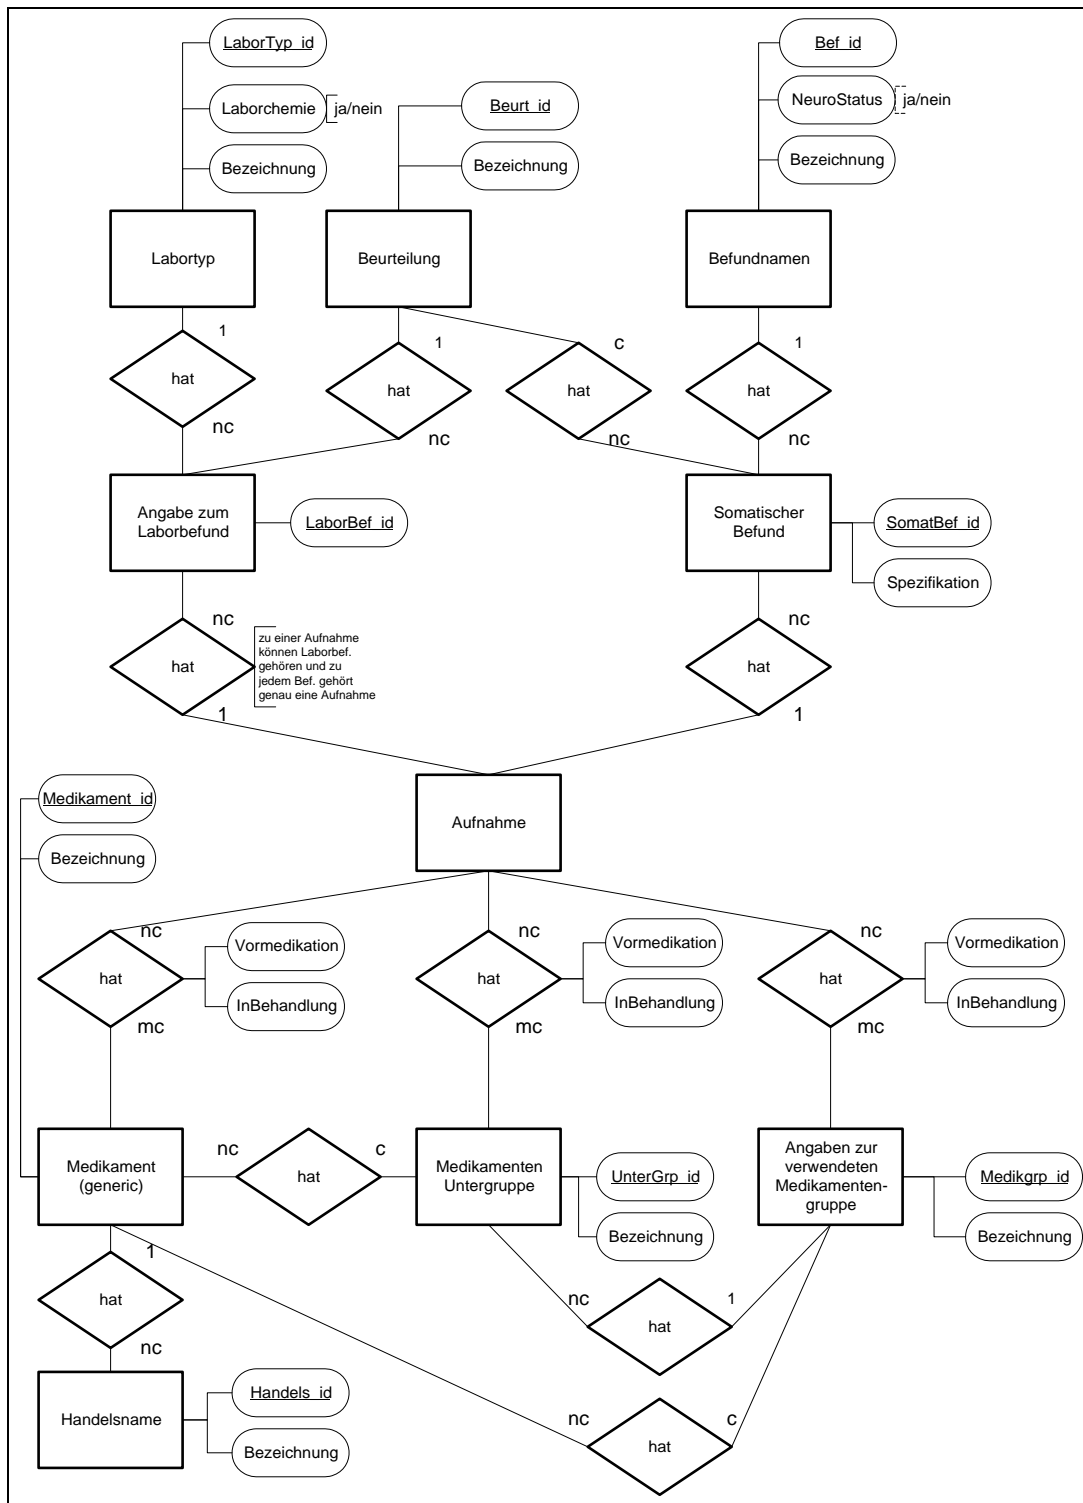 LaborTyp_id
Bef_id
Laborchemie
ja/nein
Beurt_id
NeuroStatus
ja/nein
Bezeichnung
Bezeichnung
Bezeichnung
Labortyp
Beurteilung
Befundnamen
1
1
c
1
hat
hat
hat
hat
nc
nc
nc
nc
Angabe zum
Laborbefund
LaborBef_id
Somatischer
Befund
SomatBef_id
Spezifikation
nc
nc
hat
zu einer Aufnahme
können Laborbef.
gehören und zu
jedem Bef. gehört
genau eine Aufnahme
hat
1
1
Medikament_id
Aufnahme
Bezeichnung
nc
nc
nc
Vormedikation
Vormedikation
Vormedikation
hat
hat
hat
InBehandlung
InBehandlung
InBehandlung
mc
mc
mc
Medikament
(generic)
nc
hat
c
Medikamenten
Untergruppe
UnterGrp_id
Bezeichnung
Angaben zur
verwendeten
Medikamenten-
gruppe
Medikgrp_id
Bezeichnung
1
hat
nc
nc
hat
1
Handelsname
Handels_id
Bezeichnung
nc
hat
c